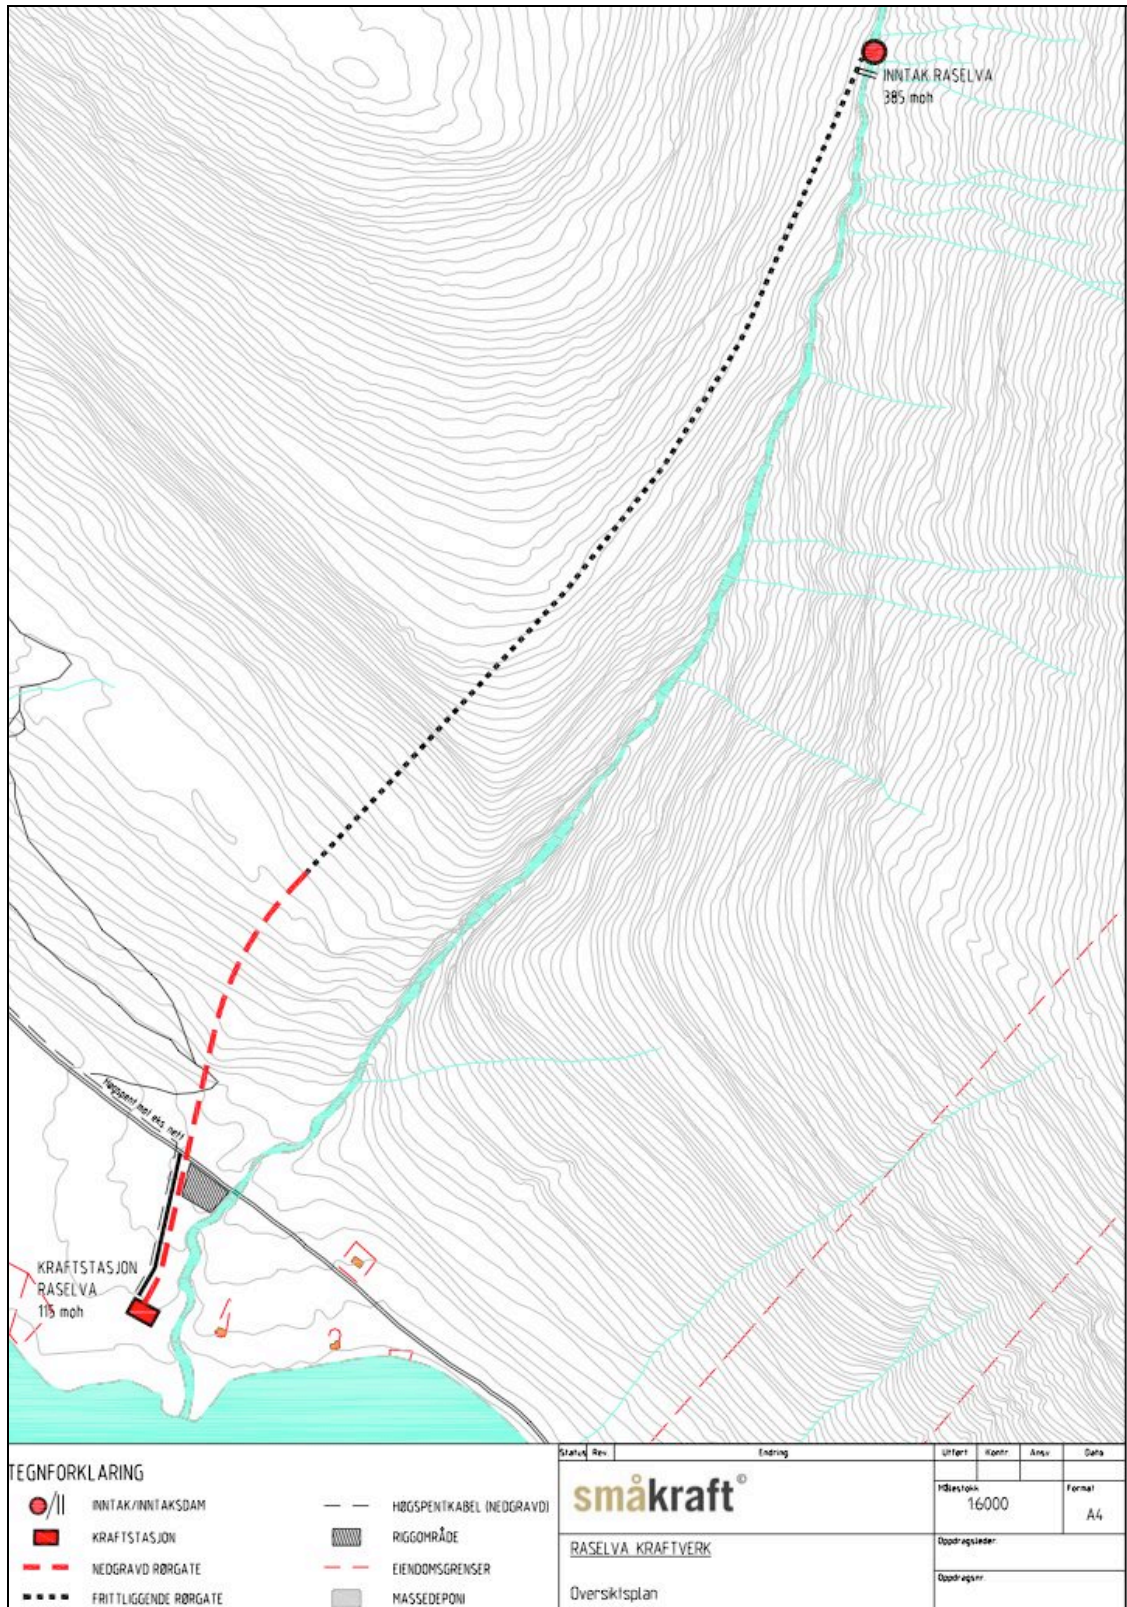 INNTAK RASELVA
385 moh
Høgspent mot eks nett
KRAFTSTASJON
RASELVA
115 moh
TEGNFORKLARING
INNTAK/INNTAKSDAM
KRAFTSTASJON
NEDGRAVD RØRGATE
FRITTLIGGENDE RØRGATE
HØGSPENTKABEL (NEDGRAVD)
RIGGOMRÅDE
EIENDOMSGRENSER
MASSEDEPONI
Status Rev. Endring Utført Kontr. Ansv. Dato
småkraft©
Målestokk
1:6000
Format
A4
Oppdragsleder:
RASELVA KRAFTVERK
Oppdragsnr.
Oversiktsplan